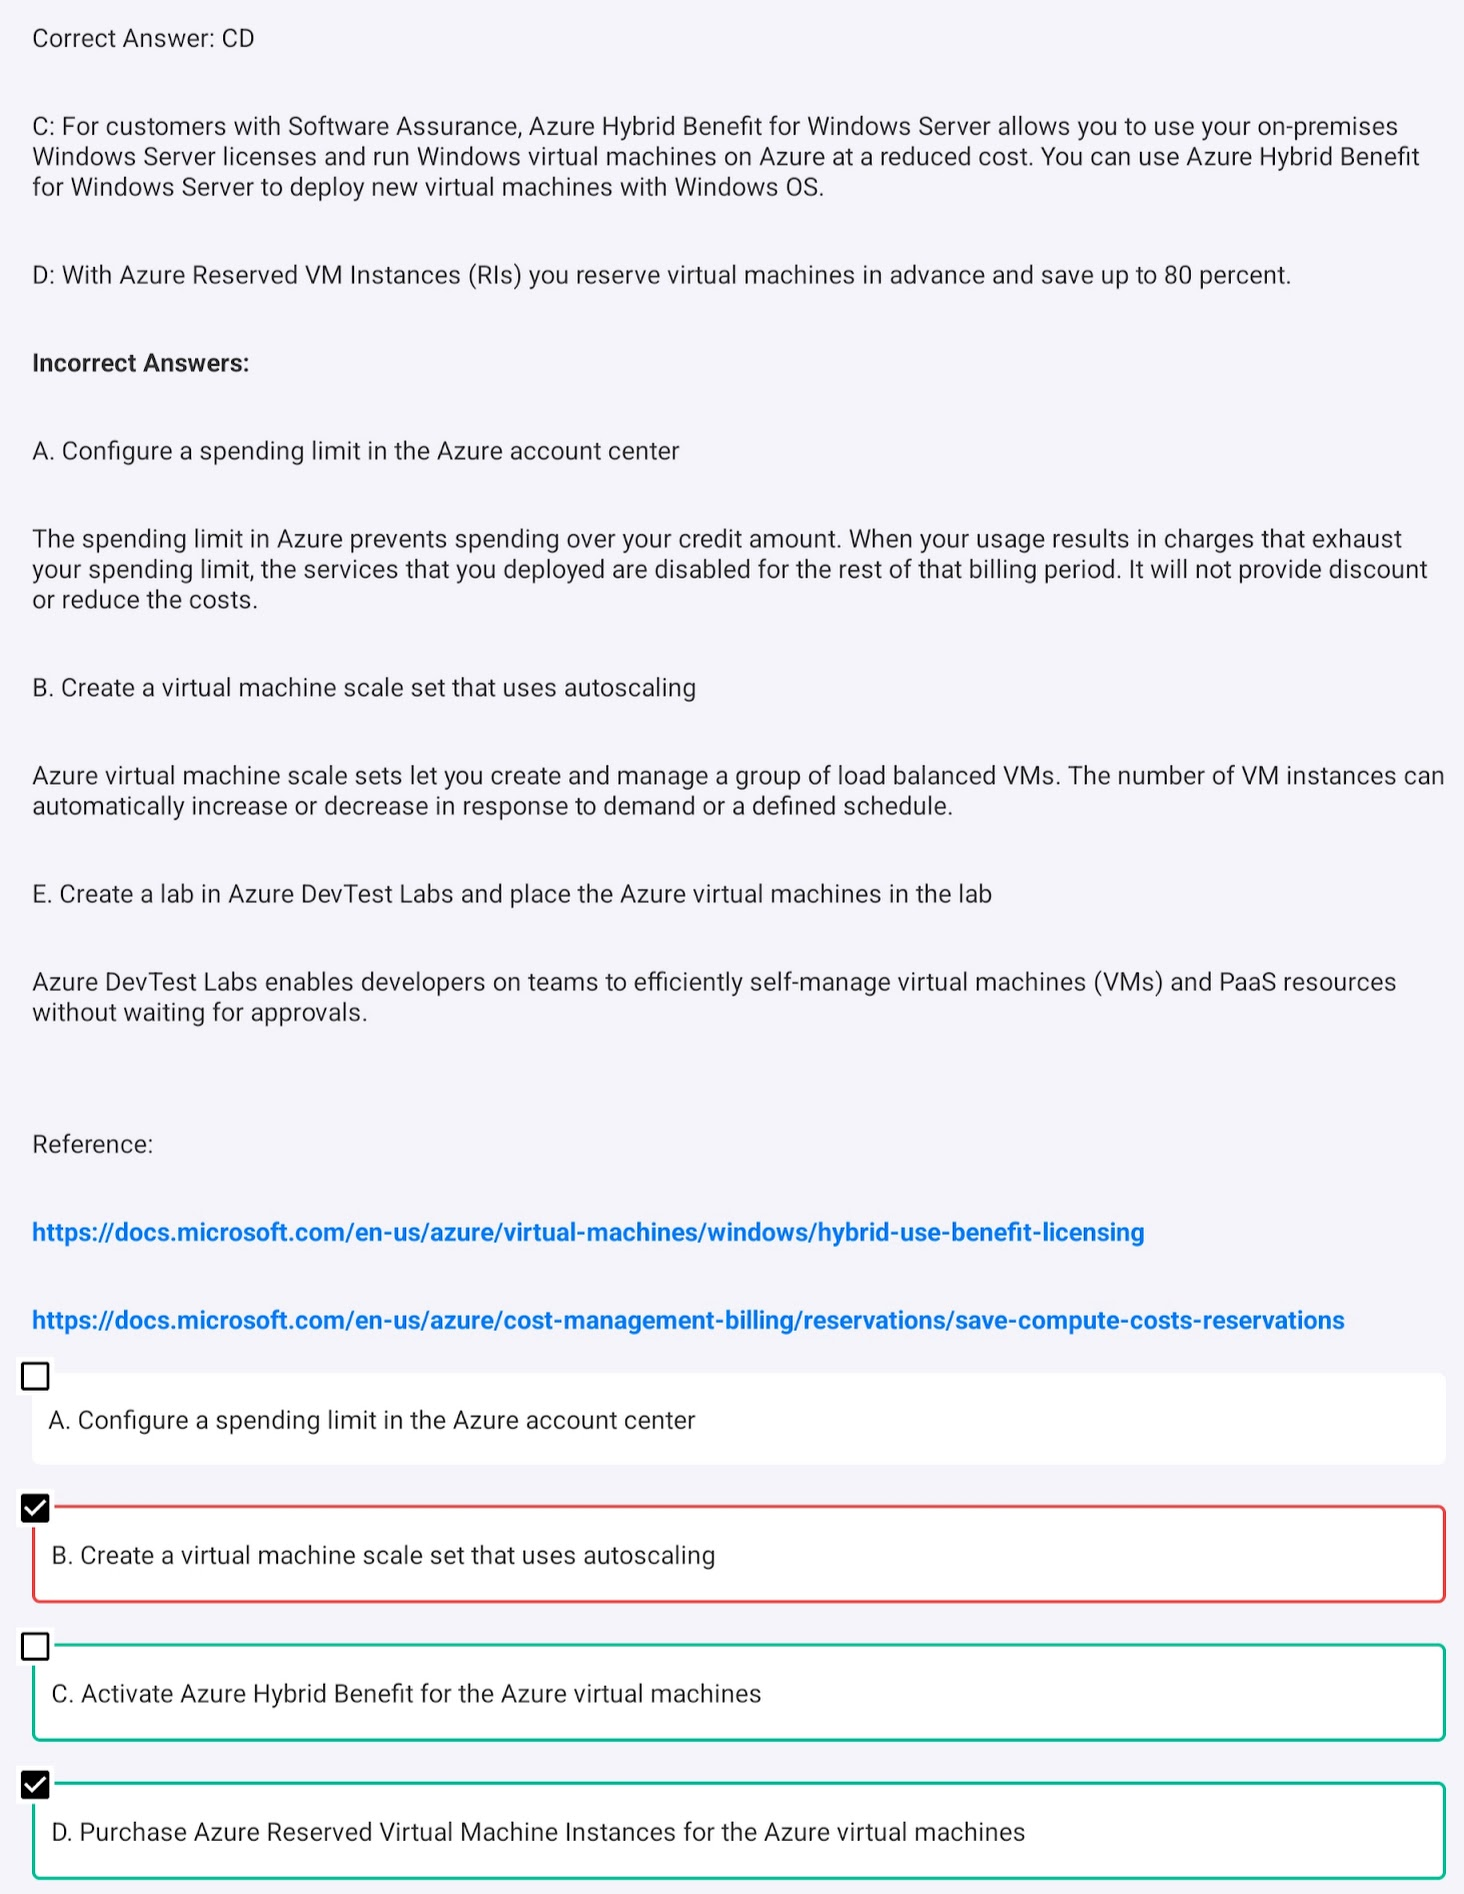 Correct Answer: CD
C: For customers with Software Assurance, Azure Hybrid Benefit for Windows Server allows you to use your on-premises
Windows Server licenses and run Windows virtual machines on Azure at a reduced cost. You can use Azure Hybrid Benefit
for Windows Server to deploy new virtual machines with Windows OS.
D: With Azure Reserved VM Instances (RIs) you reserve virtual machines in advance and save up to 80 percent.
Incorrect Answers:
A. Configure a spending limit in the Azure account center
The spending limit in Azure prevents spending over your credit amount. When your usage results in charges that exhaust
your spending limit, the services that you deployed are disabled for the rest of that billing period. It will not provide discount
or reduce the costs.
B. Create a virtual machine scale set that uses autoscaling
Azure virtual machine scale sets let you create and manage a group of load balanced VMs. The number of VM instances can
automatically increase or decrease in response to demand or a defined schedule.
E. Create a lab in Azure DevTest Labs and place the Azure virtual machines in the lab
Azure DevTest Labs enables developers on teams to efficiently self-manage virtual machines (VMs) and PaaS resources
without waiting for approvals.
Reference:
https://docs.microsoft.com/en-us/azure/virtual-machines/windows/hybrid-use-benefit-licensing
https://docs.microsoft.com/en-us/azure/cost-management-billing/reservations/save-compute-costs-reservations
A. Configure a spending limit in the Azure account center
B. Create a virtual machine scale set that uses autoscaling
C. Activate Azure Hybrid Benefit for the Azure virtual machines
D. Purchase Azure Reserved Virtual Machine Instances for the Azure virtual machines